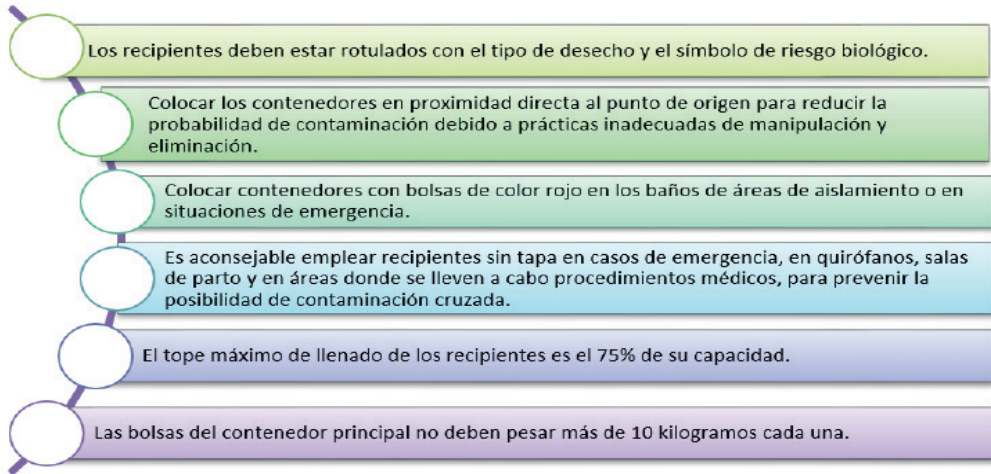 Los recipientes deben estar rotulados con el tipo de desecho y el símbolo de riesgo biológico.
Colocar los contenedores en proximidad directa al punto de origen para reducir la
probabilidad de contaminación debido a prácticas inadecuadas de manipulación y
eliminación.
Colocar contenedores con bolsas de color rojo en los baños de áreas de aislamiento o en
situaciones de emergencia.
Es aconsejable emplear recipientes sin tapa en casos de emergencia, en quirófanos, salas
de parto y en áreas donde se lleven a cabo procedimientos médicos, para prevenir la
posibilidad de contaminación cruzada.
El tope máximo de llenado de los recipientes es el 75% de su capacidad.
Las bolsas del contenedor principal no deben pesar más de 10 kilogramos cada una.